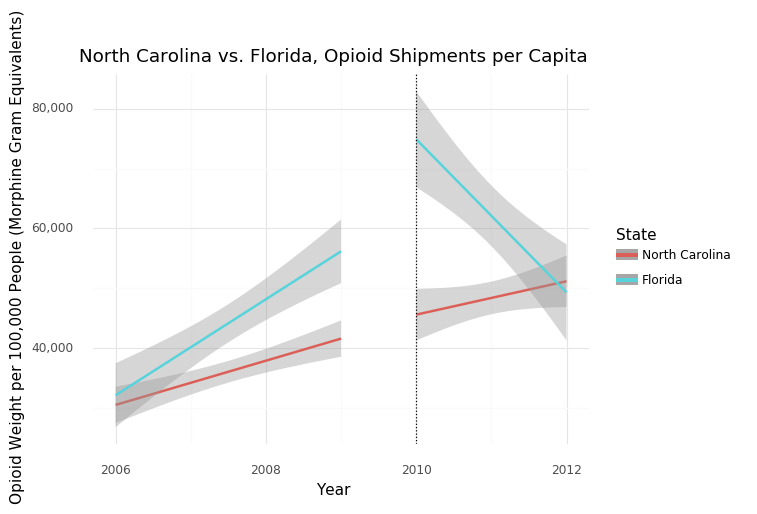 North Carolina vs. Florida, Opioid Shipments per Capita
Opioid Weight per 100,000 People (Morphine Gram Equivalents)
80,000
60,000
40,000
2006
2008
2010
2012
Year
State
North Carolina
Florida